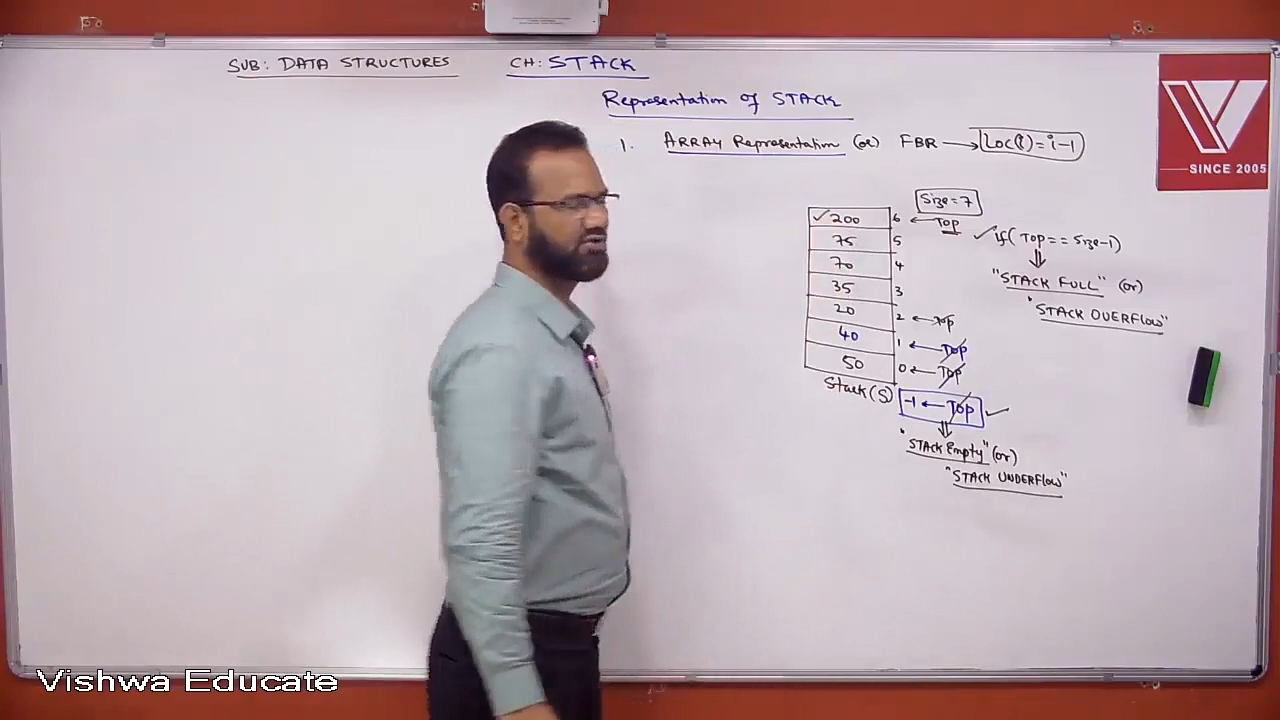 SUB: DATA STRUCTURES CH: STACK
Representation of STACK
1. ARRAY Representation (or) FBR → Loc(l) = i-1
SINCE 2005
Size = 7
✓ 200 6 ← Top
75 5
✓ if( Top == Size-1)
70 4
"STACK FULL" (or)
35 3
"STACK OVERFLOW"
20 2 ← Top
40 1 ← Top
50 0 ← Top
Stack(S)
-1 ← Top ✓
"STACK Empty" (or)
"STACK UNDERFLOW"
Vishwa Educate